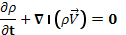 ∂ρ/∂t + ∇ ı (ρV⃗) = 0